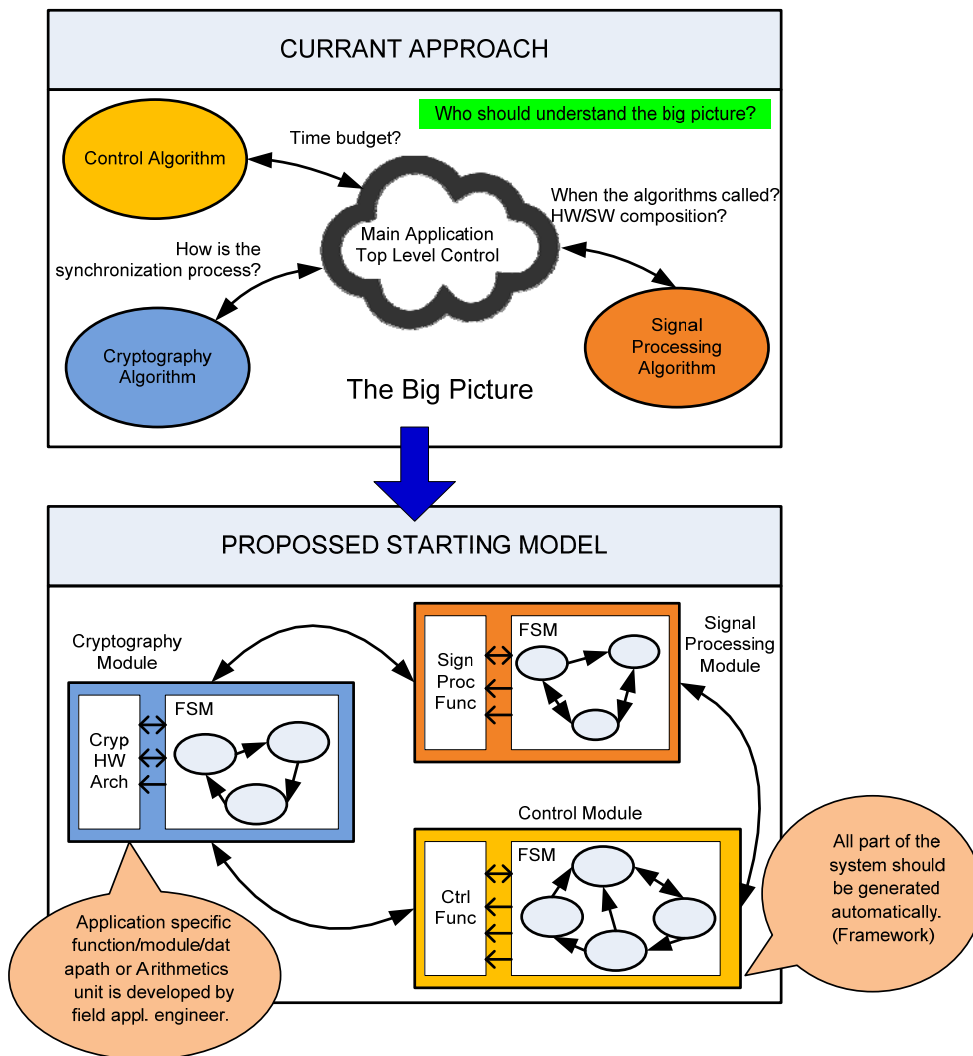 CURRANT APPROACH
Who should understand the big picture?
Control Algorithm
Time budget?
When the algorithms called?
HW/SW composition?
Main Application
Top Level Control
How is the
synchronization process?
Cryptography
Algorithm
Signal
Processing
Algorithm
The Big Picture
PROPOSSED STARTING MODEL
Cryptography
Module
Cryp
HW
Arch
FSM
Sign
Proc
Func
FSM
Signal
Processing
Module
Control Module
Ctrl
Func
FSM
Application specific
function/module/dat
apath or Arithmetics
unit is developed by
field appl. engineer.
All part of the
system should
be generated
automatically.
(Framework)